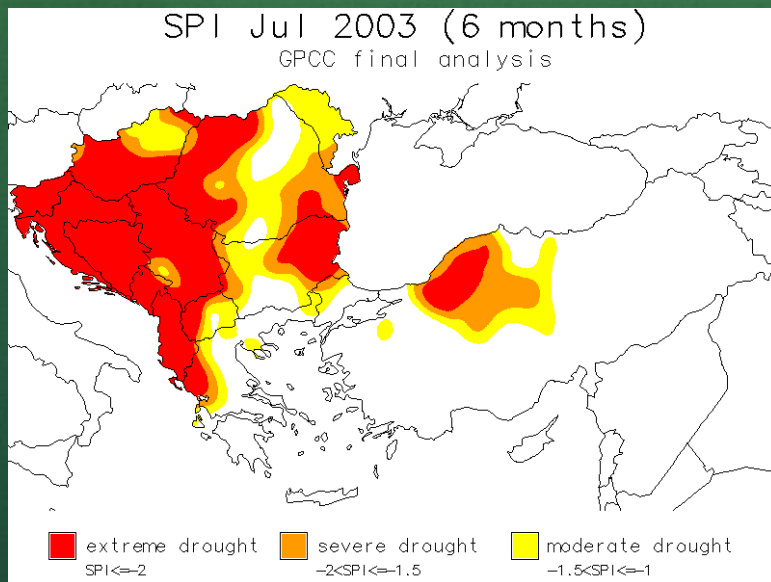 SPI Jul 2003 (6 months)
GPCC final analysis
extreme drought severe drought moderate drought
SPI<=-2 -2<SPI<=-1.5 -1.5<SPI<=-1